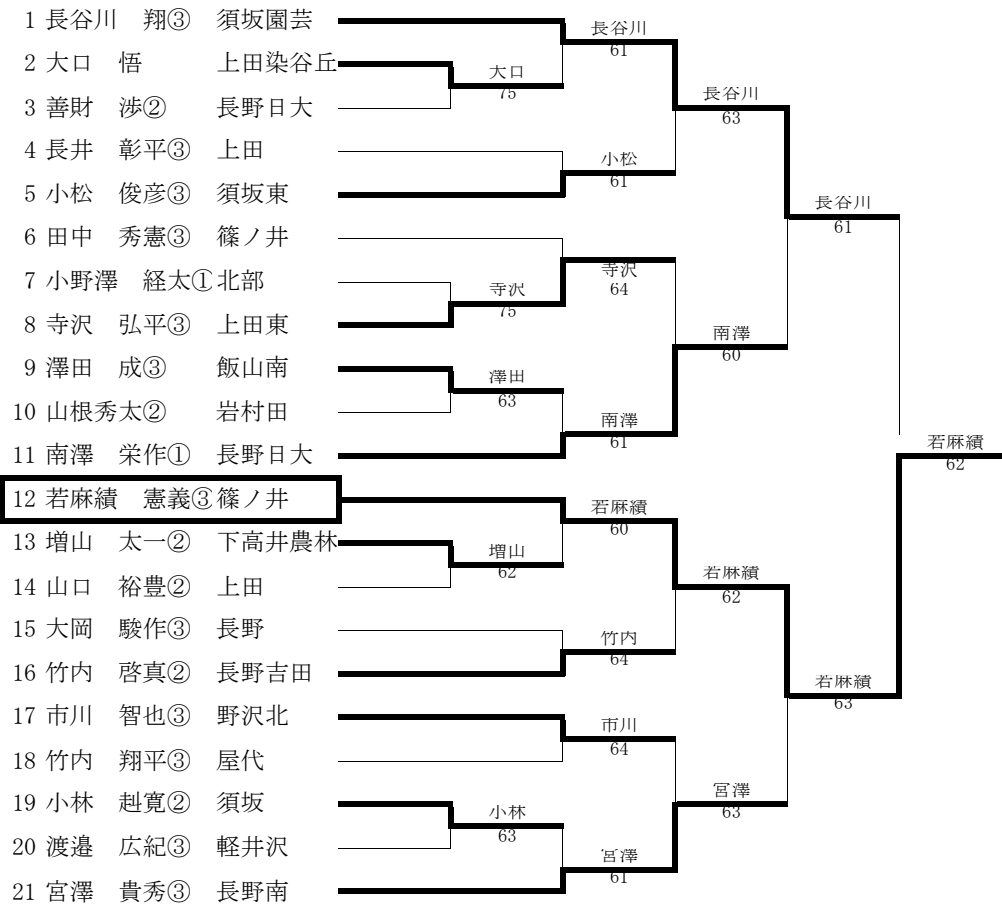 1 長谷川　翔③　須坂園芸
2 大口　悟　　　上田染谷丘
3 善財　渉②　　長野日大
4 長井　彰平③　上田
5 小松　俊彦③　須坂東
6 田中　秀憲③　篠ノ井
7 小野澤　経太①北部
8 寺沢　弘平③　上田東
9 澤田　成③　　飯山南
10 山根秀太②　　岩村田
11 南澤　栄作①　長野日大
12 若麻績　憲義③篠ノ井
13 増山　太一②　下高井農林
14 山口　裕豊②　上田
15 大岡　駿作③　長野
16 竹内　啓真②　長野吉田
17 市川　智也③　野沢北
18 竹内　翔平③　屋代
19 小林　赳寛②　須坂
20 渡邉　広紀③　軽井沢
21 宮澤　貴秀③　長野南
大口
75
寺沢
75
澤田
63
増山
62
小林
63
長谷川
61
小松
61
寺沢
64
南澤
61
若麻績
60
竹内
64
市川
64
宮澤
61
長谷川
63
南澤
60
若麻績
62
宮澤
63
長谷川
61
若麻績
63
若麻績
62